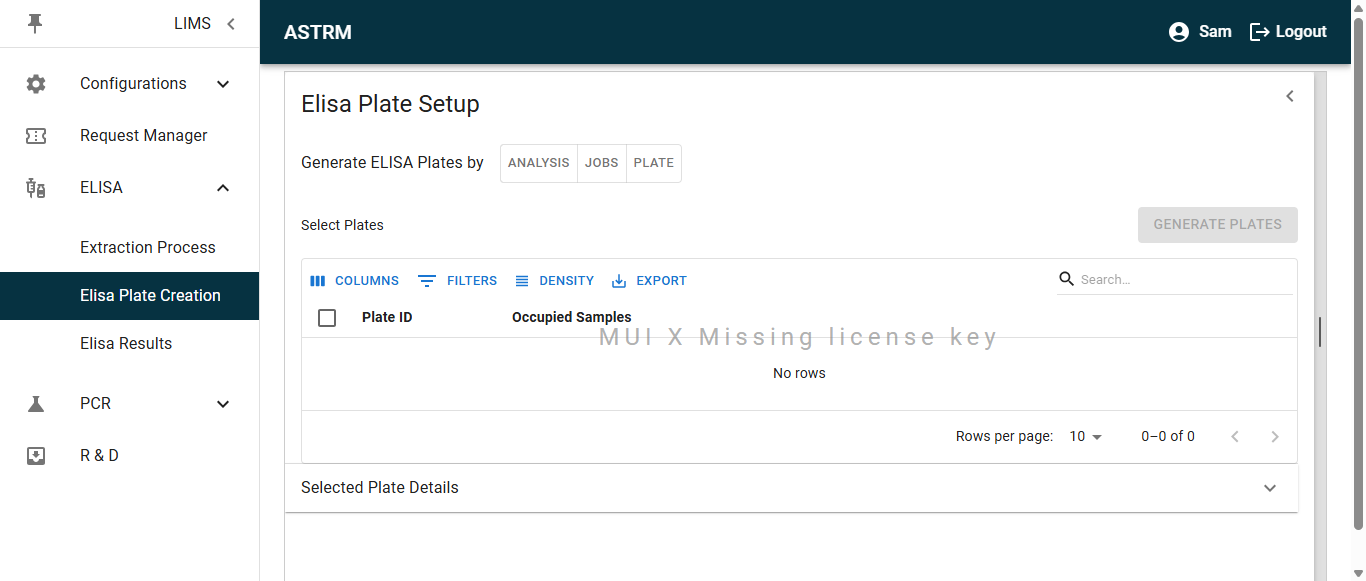 LIMS
ASTRM
Sam
Logout
Configurations
Request Manager
ELISA
Extraction Process
Elisa Plate Creation
Elisa Results
PCR
R & D
Elisa Plate Setup
Generate ELISA Plates by
ANALYSIS
JOBS
PLATE
Select Plates
GENERATE PLATES
COLUMNS
FILTERS
DENSITY
EXPORT
Search…
Plate ID
Occupied Samples
MUI X Missing license key
No rows
Rows per page:
10
0–0 of 0
Selected Plate Details